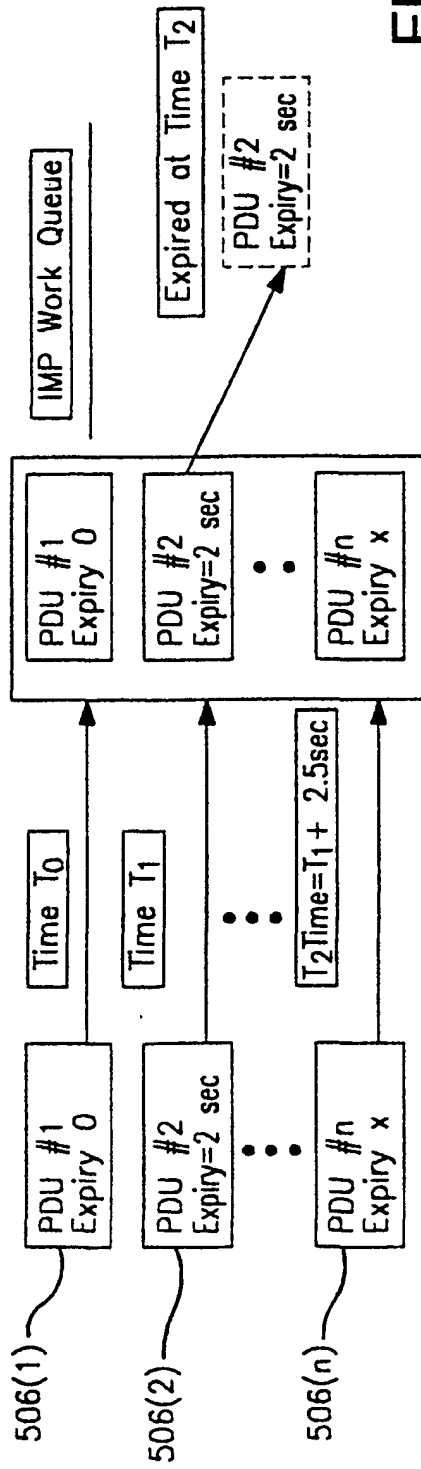 506(1)
PDU #1
Expiry 0
Time T0
PDU #1
Expiry 0
IMP Work Queue
506(2)
PDU #2
Expiry=2 sec
Time T1
PDU #2
Expiry=2 sec
Expired at Time T2
PDU #2
Expiry=2 sec
506(n)
PDU #n
Expiry x
T2Time=T1+ 2.5sec
PDU #n
Expiry x